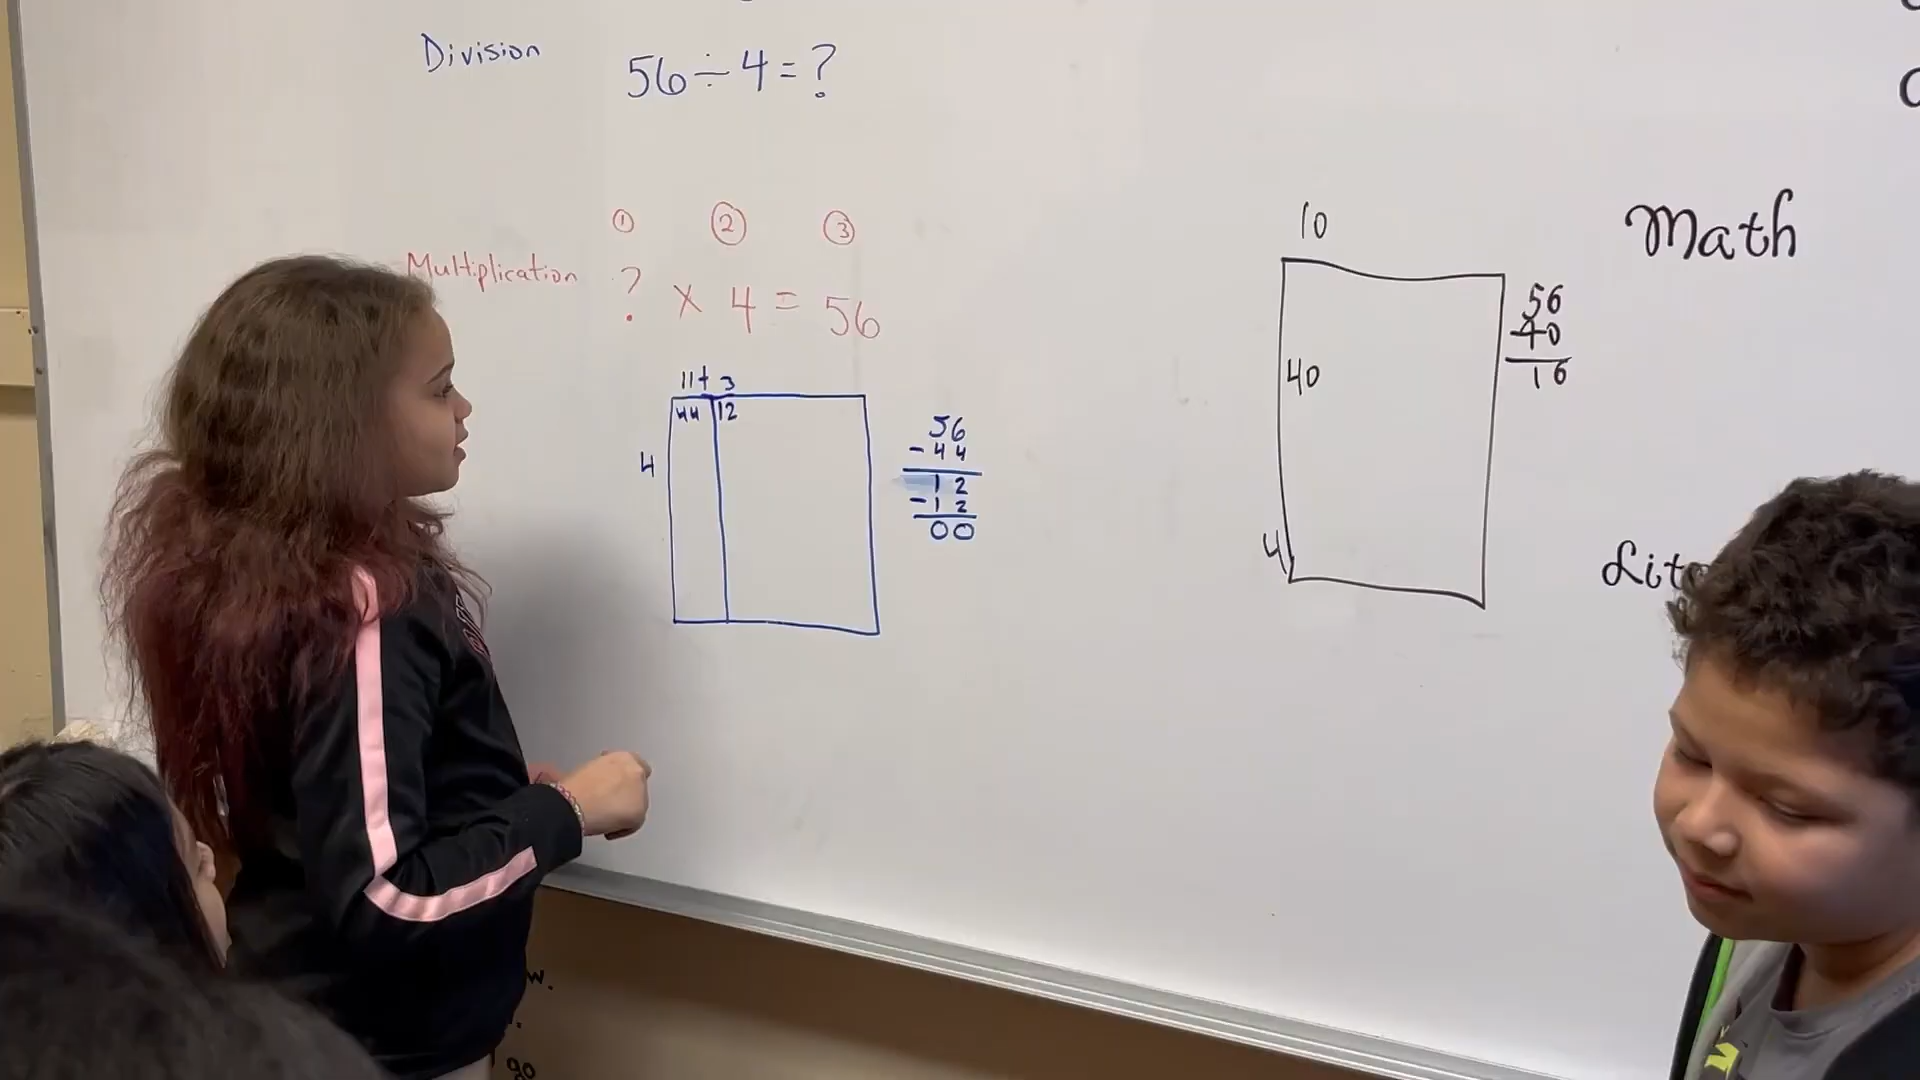 Division 56 ÷ 4 = ?
① ② ③
Multiplication ? × 4 = 56
11+ 3
44 12
4
56
- 44
12
- 12
00
10
40
4
56
- 40
16
Math
w.
go